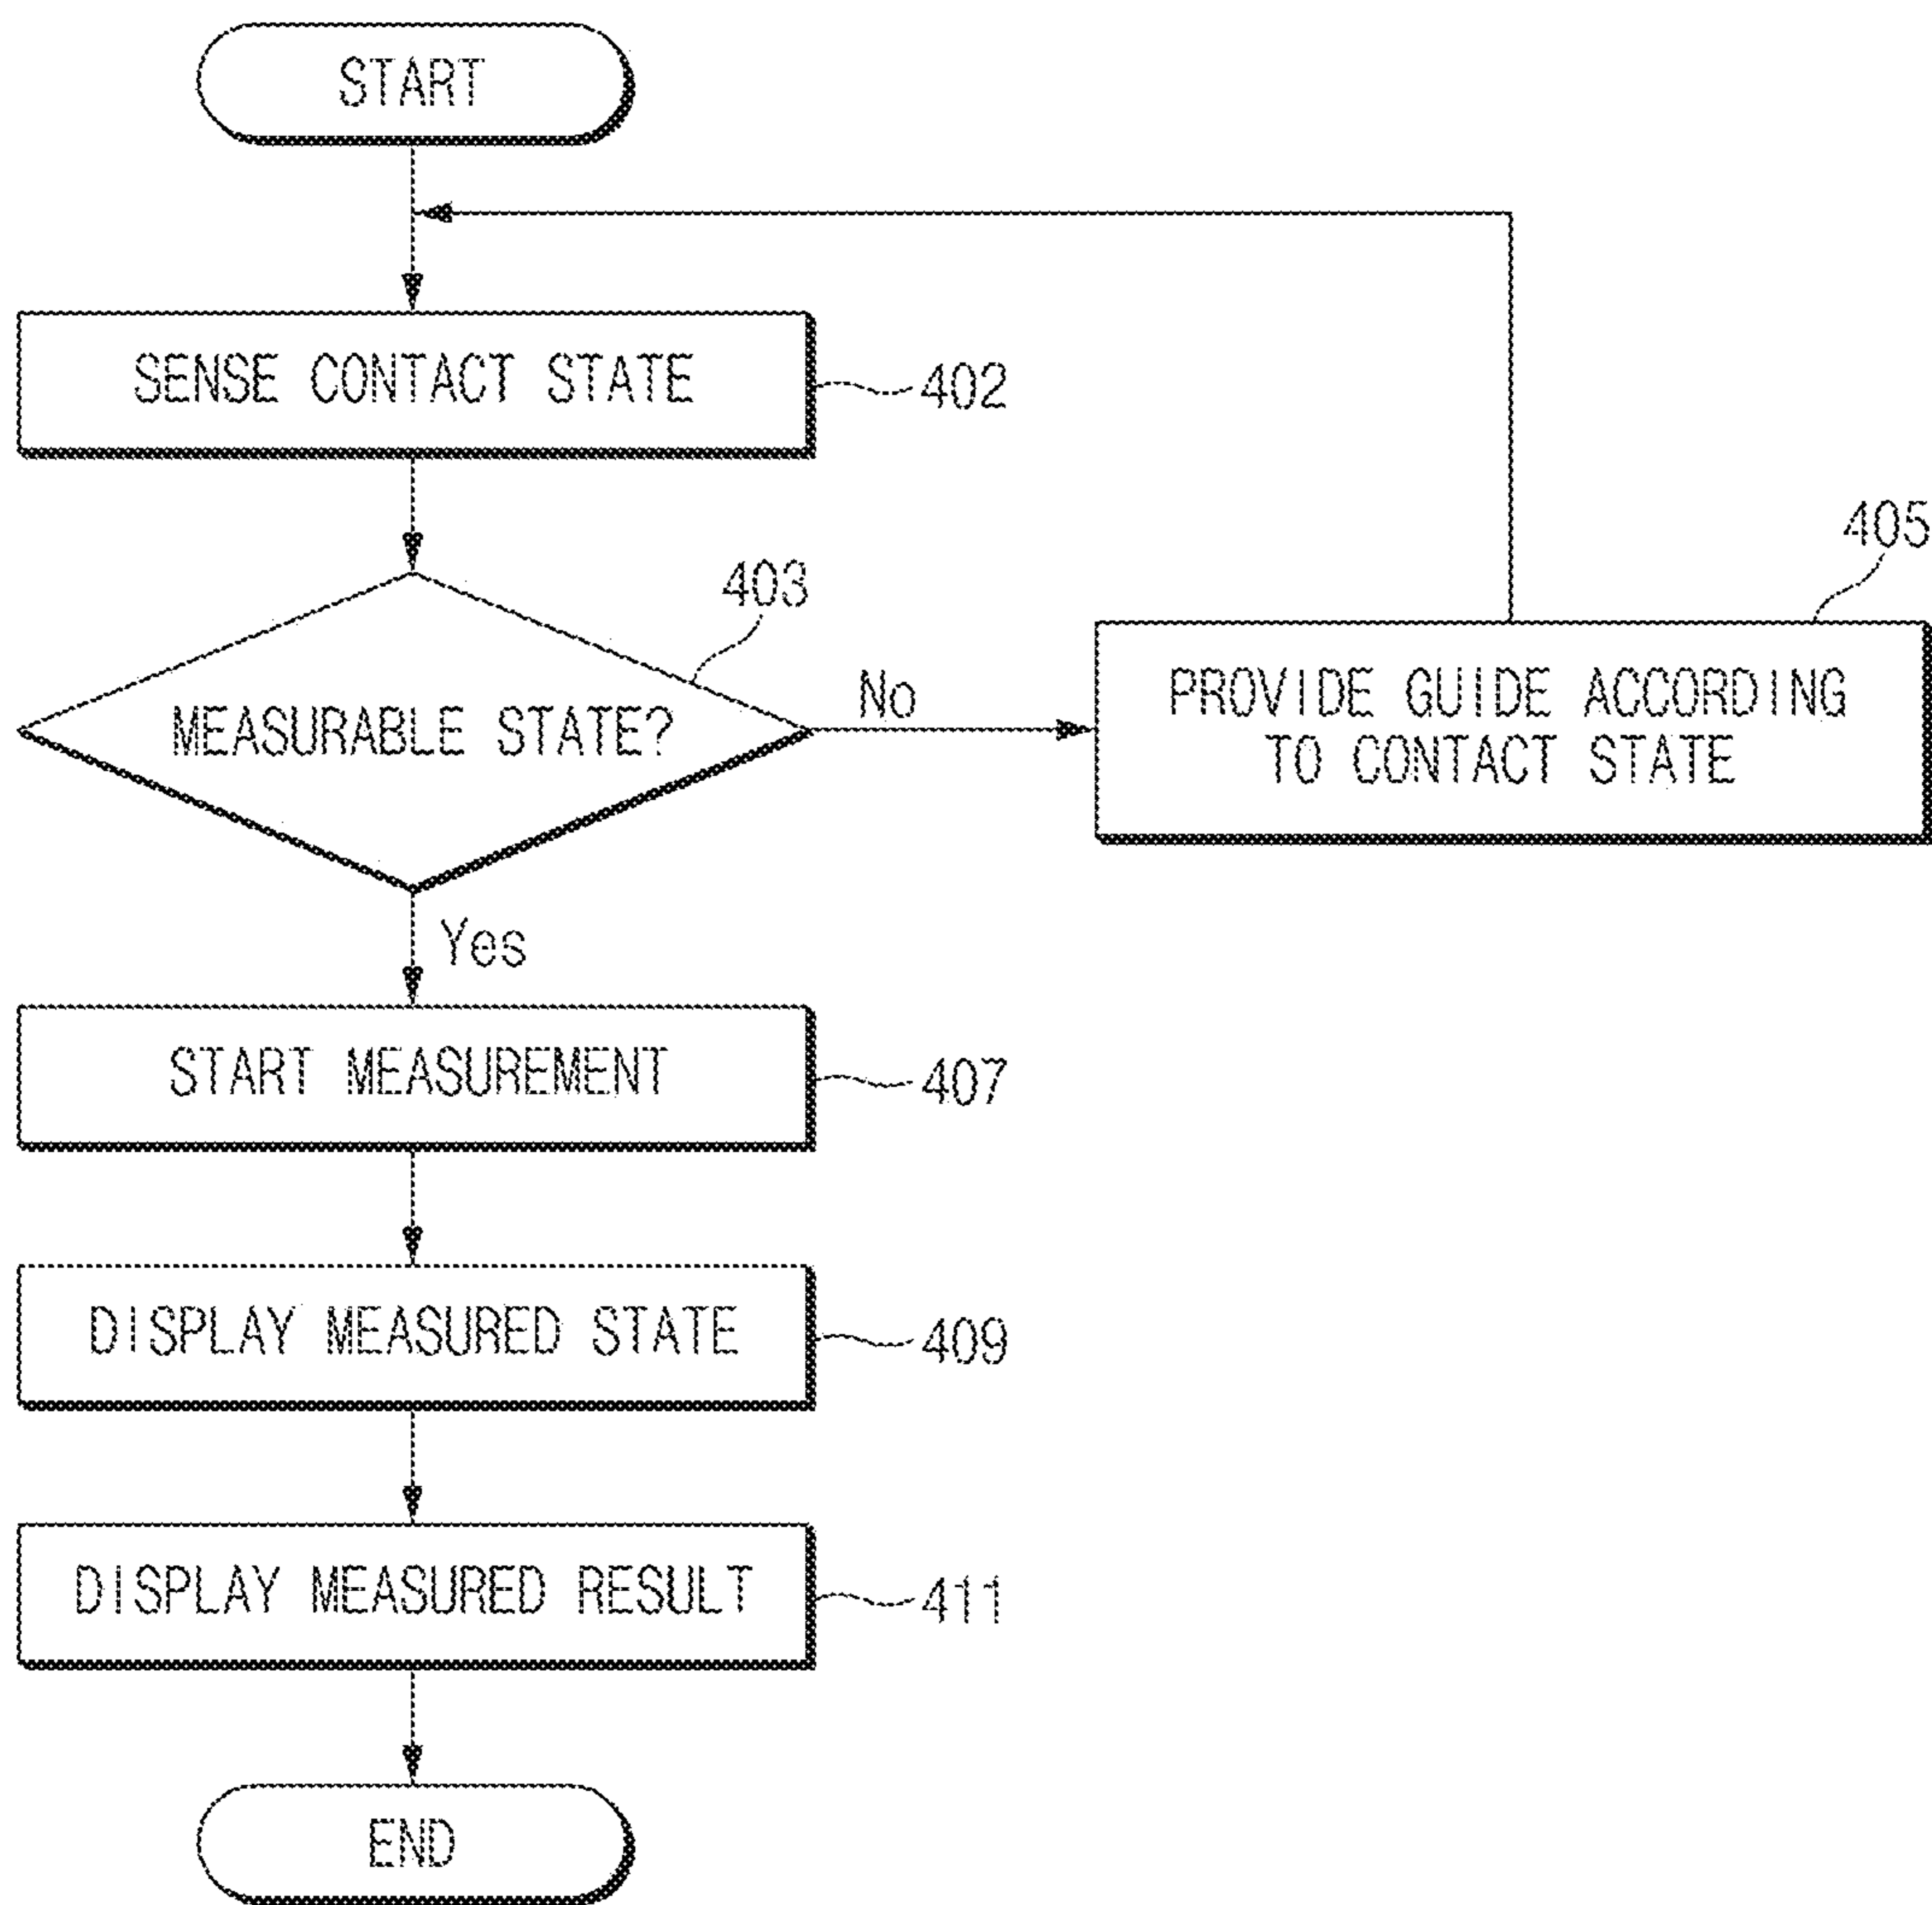 START
SENSE CONTACT STATE
402
405
403
MEASURABLE STATE?
No
PROVIDE GUIDE ACCORDING
TO CONTACT STATE
Yes
START MEASUREMENT
407
DISPLAY MEASURED STATE
409
DISPLAY MEASURED RESULT
411
END